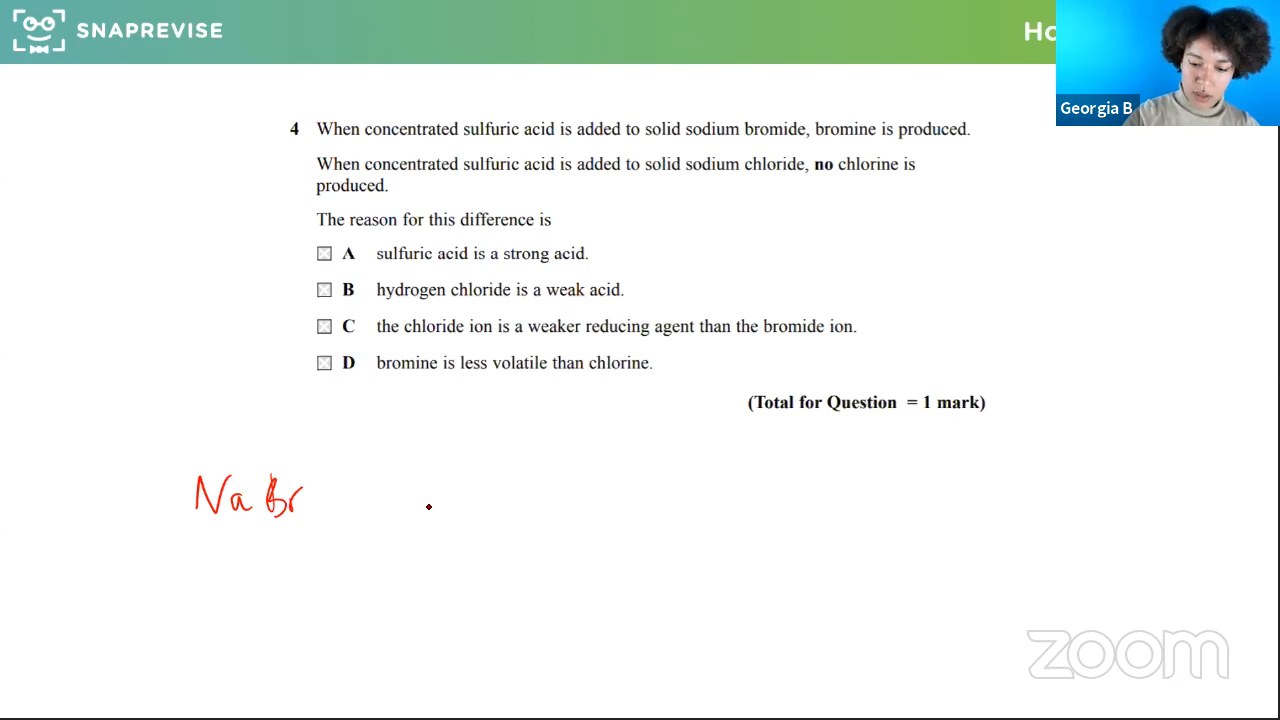 SNAPREVISE
Georgia B
4 When concentrated sulfuric acid is added to solid sodium bromide, bromine is produced.
When concentrated sulfuric acid is added to solid sodium chloride, no chlorine is
produced.
The reason for this difference is
A sulfuric acid is a strong acid.
B hydrogen chloride is a weak acid.
C the chloride ion is a weaker reducing agent than the bromide ion.
D bromine is less volatile than chlorine.
(Total for Question = 1 mark)
Na Br
zoom